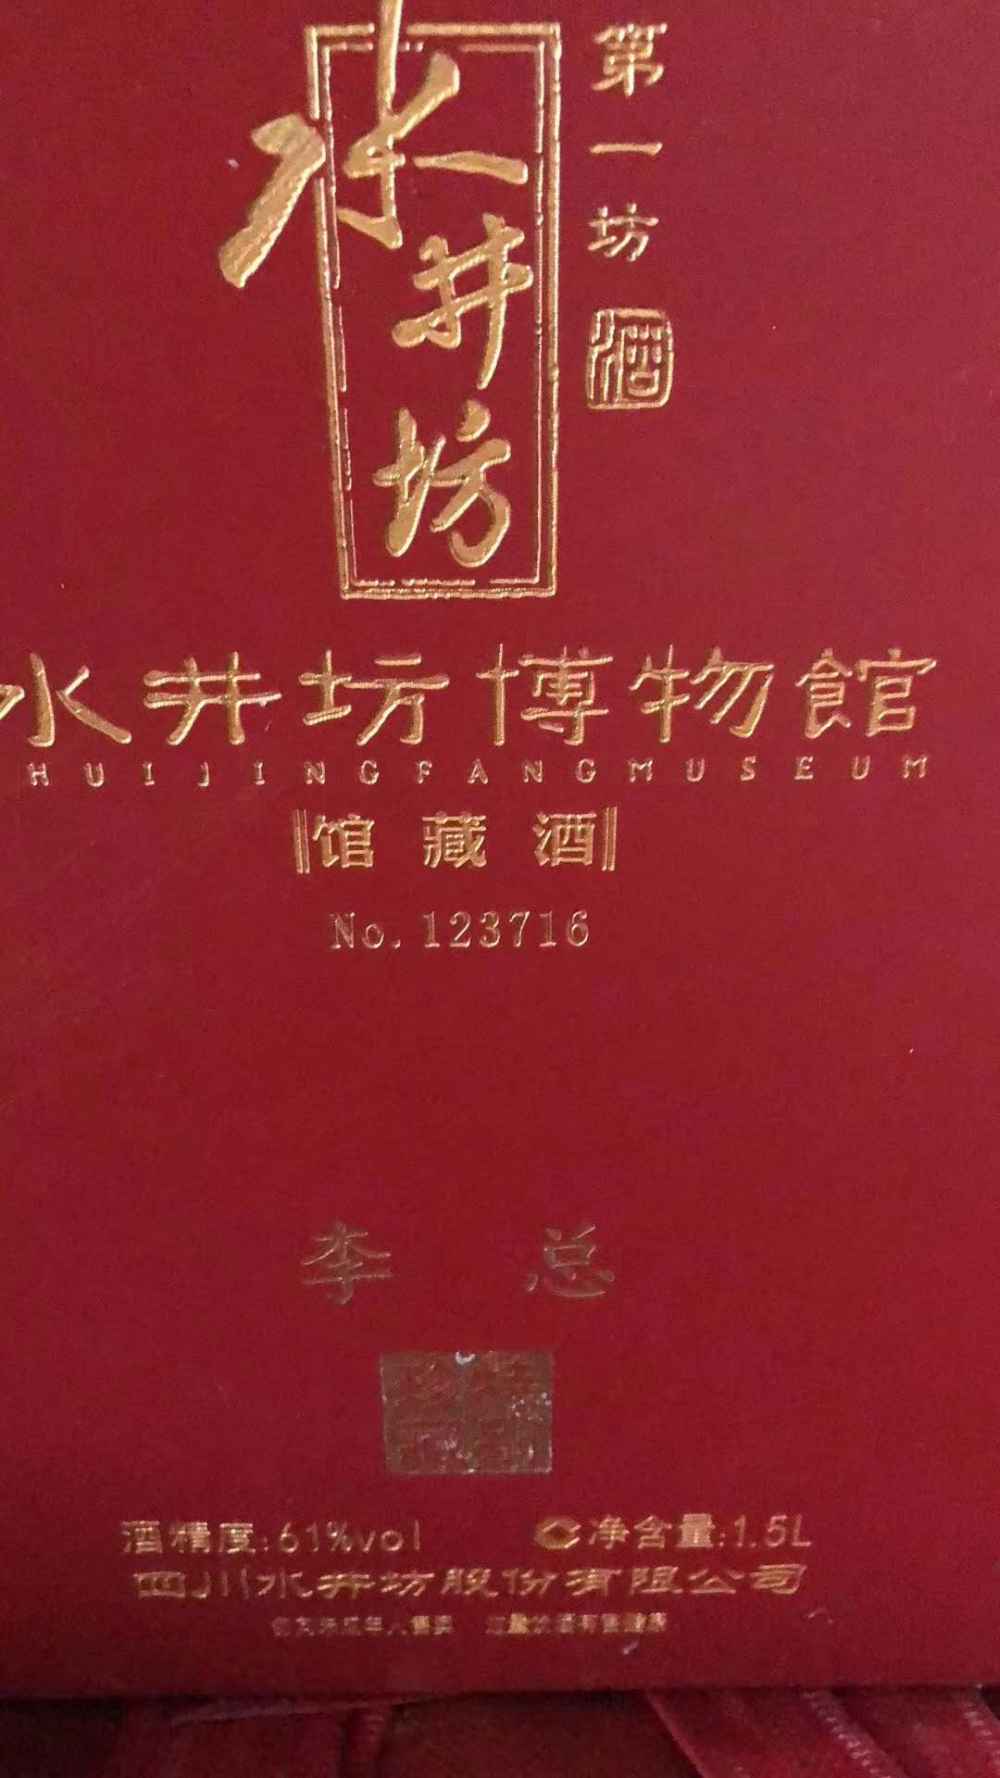 水井坊
第一坊
酒
水井坊博物館
HUIJINGFANGMUSEUM
馆藏酒
No.123716
李总
酒精度:61%vol 净含量:1.5L
四川水井坊股份有限公司